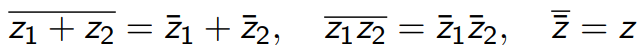 $\overline{z_1 + z_2} = \bar{z}_1 + \bar{z}_2, \quad \overline{z_1 z_2} = \bar{z}_1 \bar{z}_2, \quad \bar{\bar{z}} = z$